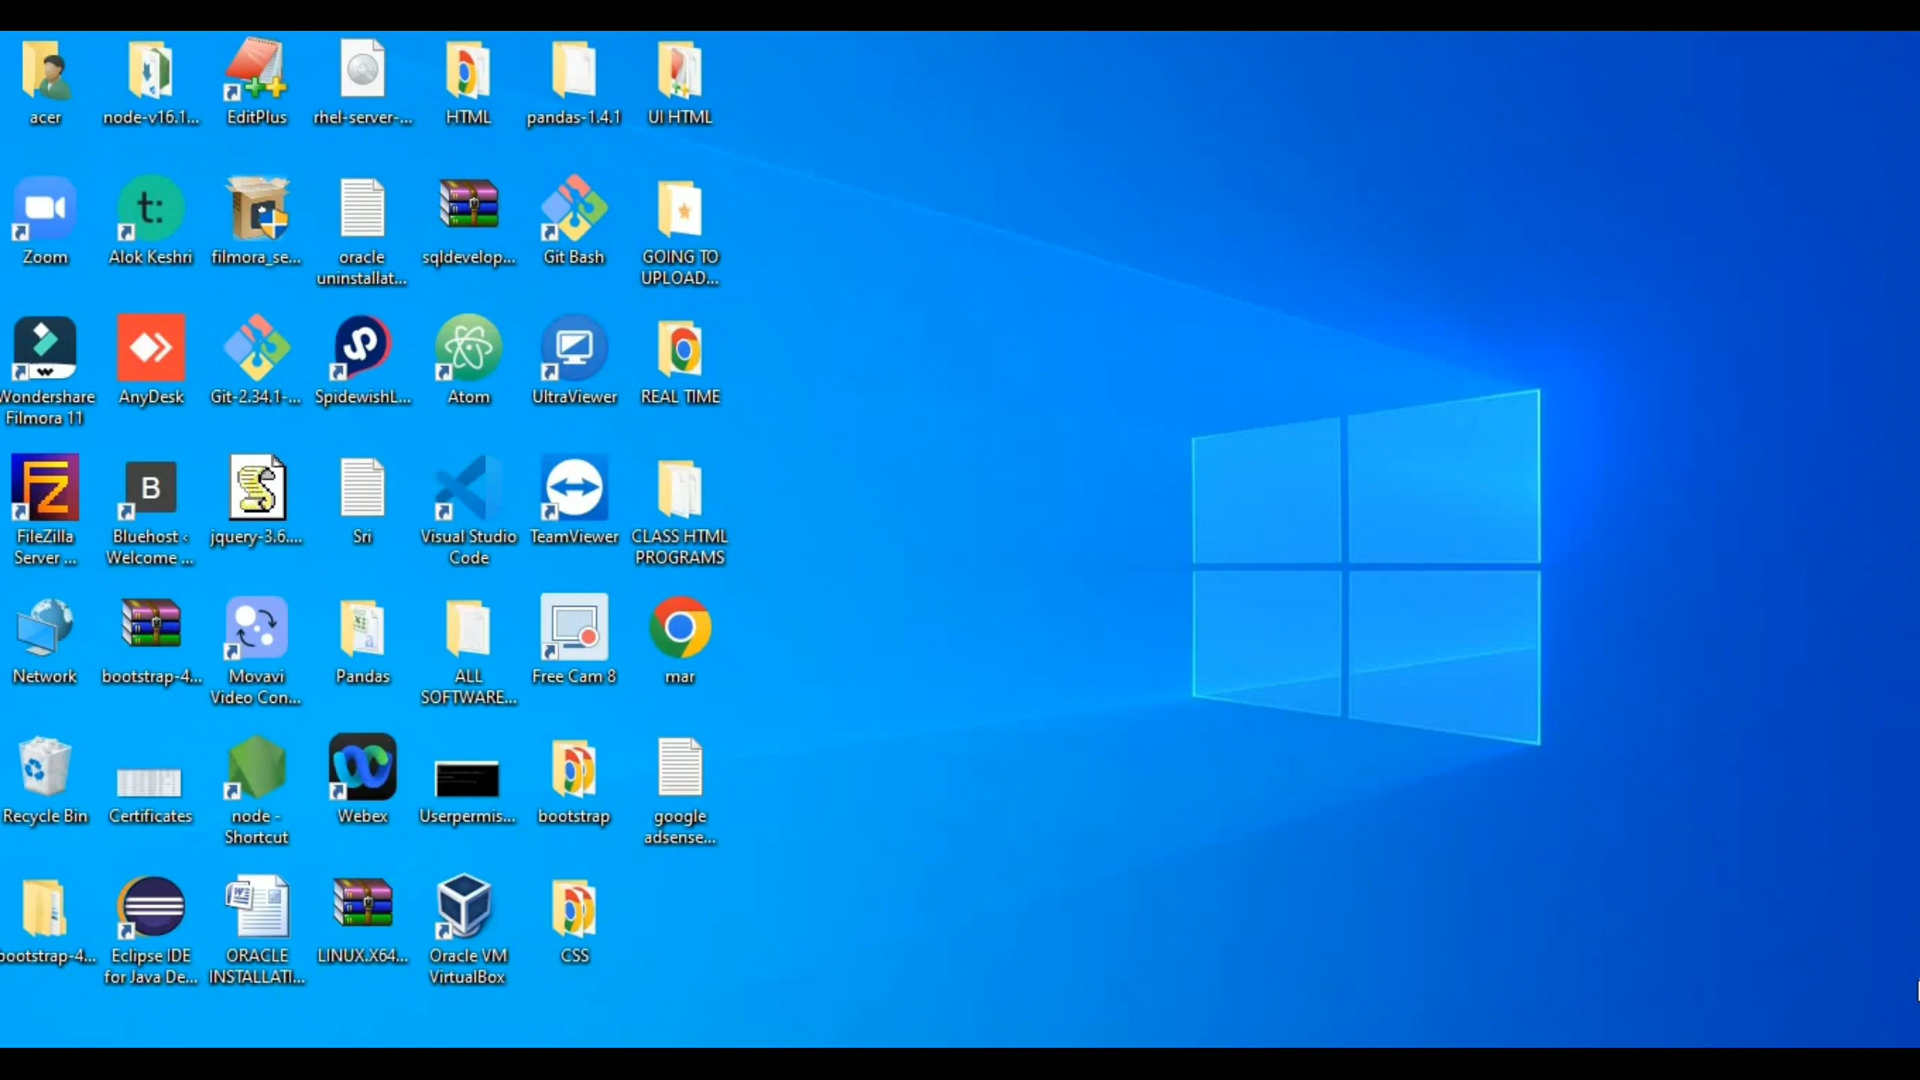 acer
node-v16.1...
EditPlus
rhel-server-...
HTML
pandas-1.4.1
UI HTML
Zoom
t:
Alok Keshri
filmora_se...
oracle
uninstallat...
sqldevelop...
Git Bash
GOING TO
UPLOAD...
Wondershare
Filmora 11
AnyDesk
Git-2.34.1-...
SpidewishL...
Atom
UltraViewer
REAL TIME
FZ
FileZilla
Server ...
B
Bluehost ‹
Welcome ...
jquery-3.6....
Sri
Visual Studio
Code
TeamViewer
CLASS HTML
PROGRAMS
Network
bootstrap-4...
Movavi
Video Con...
Pandas
ALL
SOFTWARE...
Free Cam 8
mar
Recycle Bin
Certificates
node -
Shortcut
Webex
Userpermis...
bootstrap
google
adsense...
bootstrap-4...
Eclipse IDE
for Java De...
ORACLE
INSTALLATI...
LINUX.X64...
Oracle VM
VirtualBox
CSS